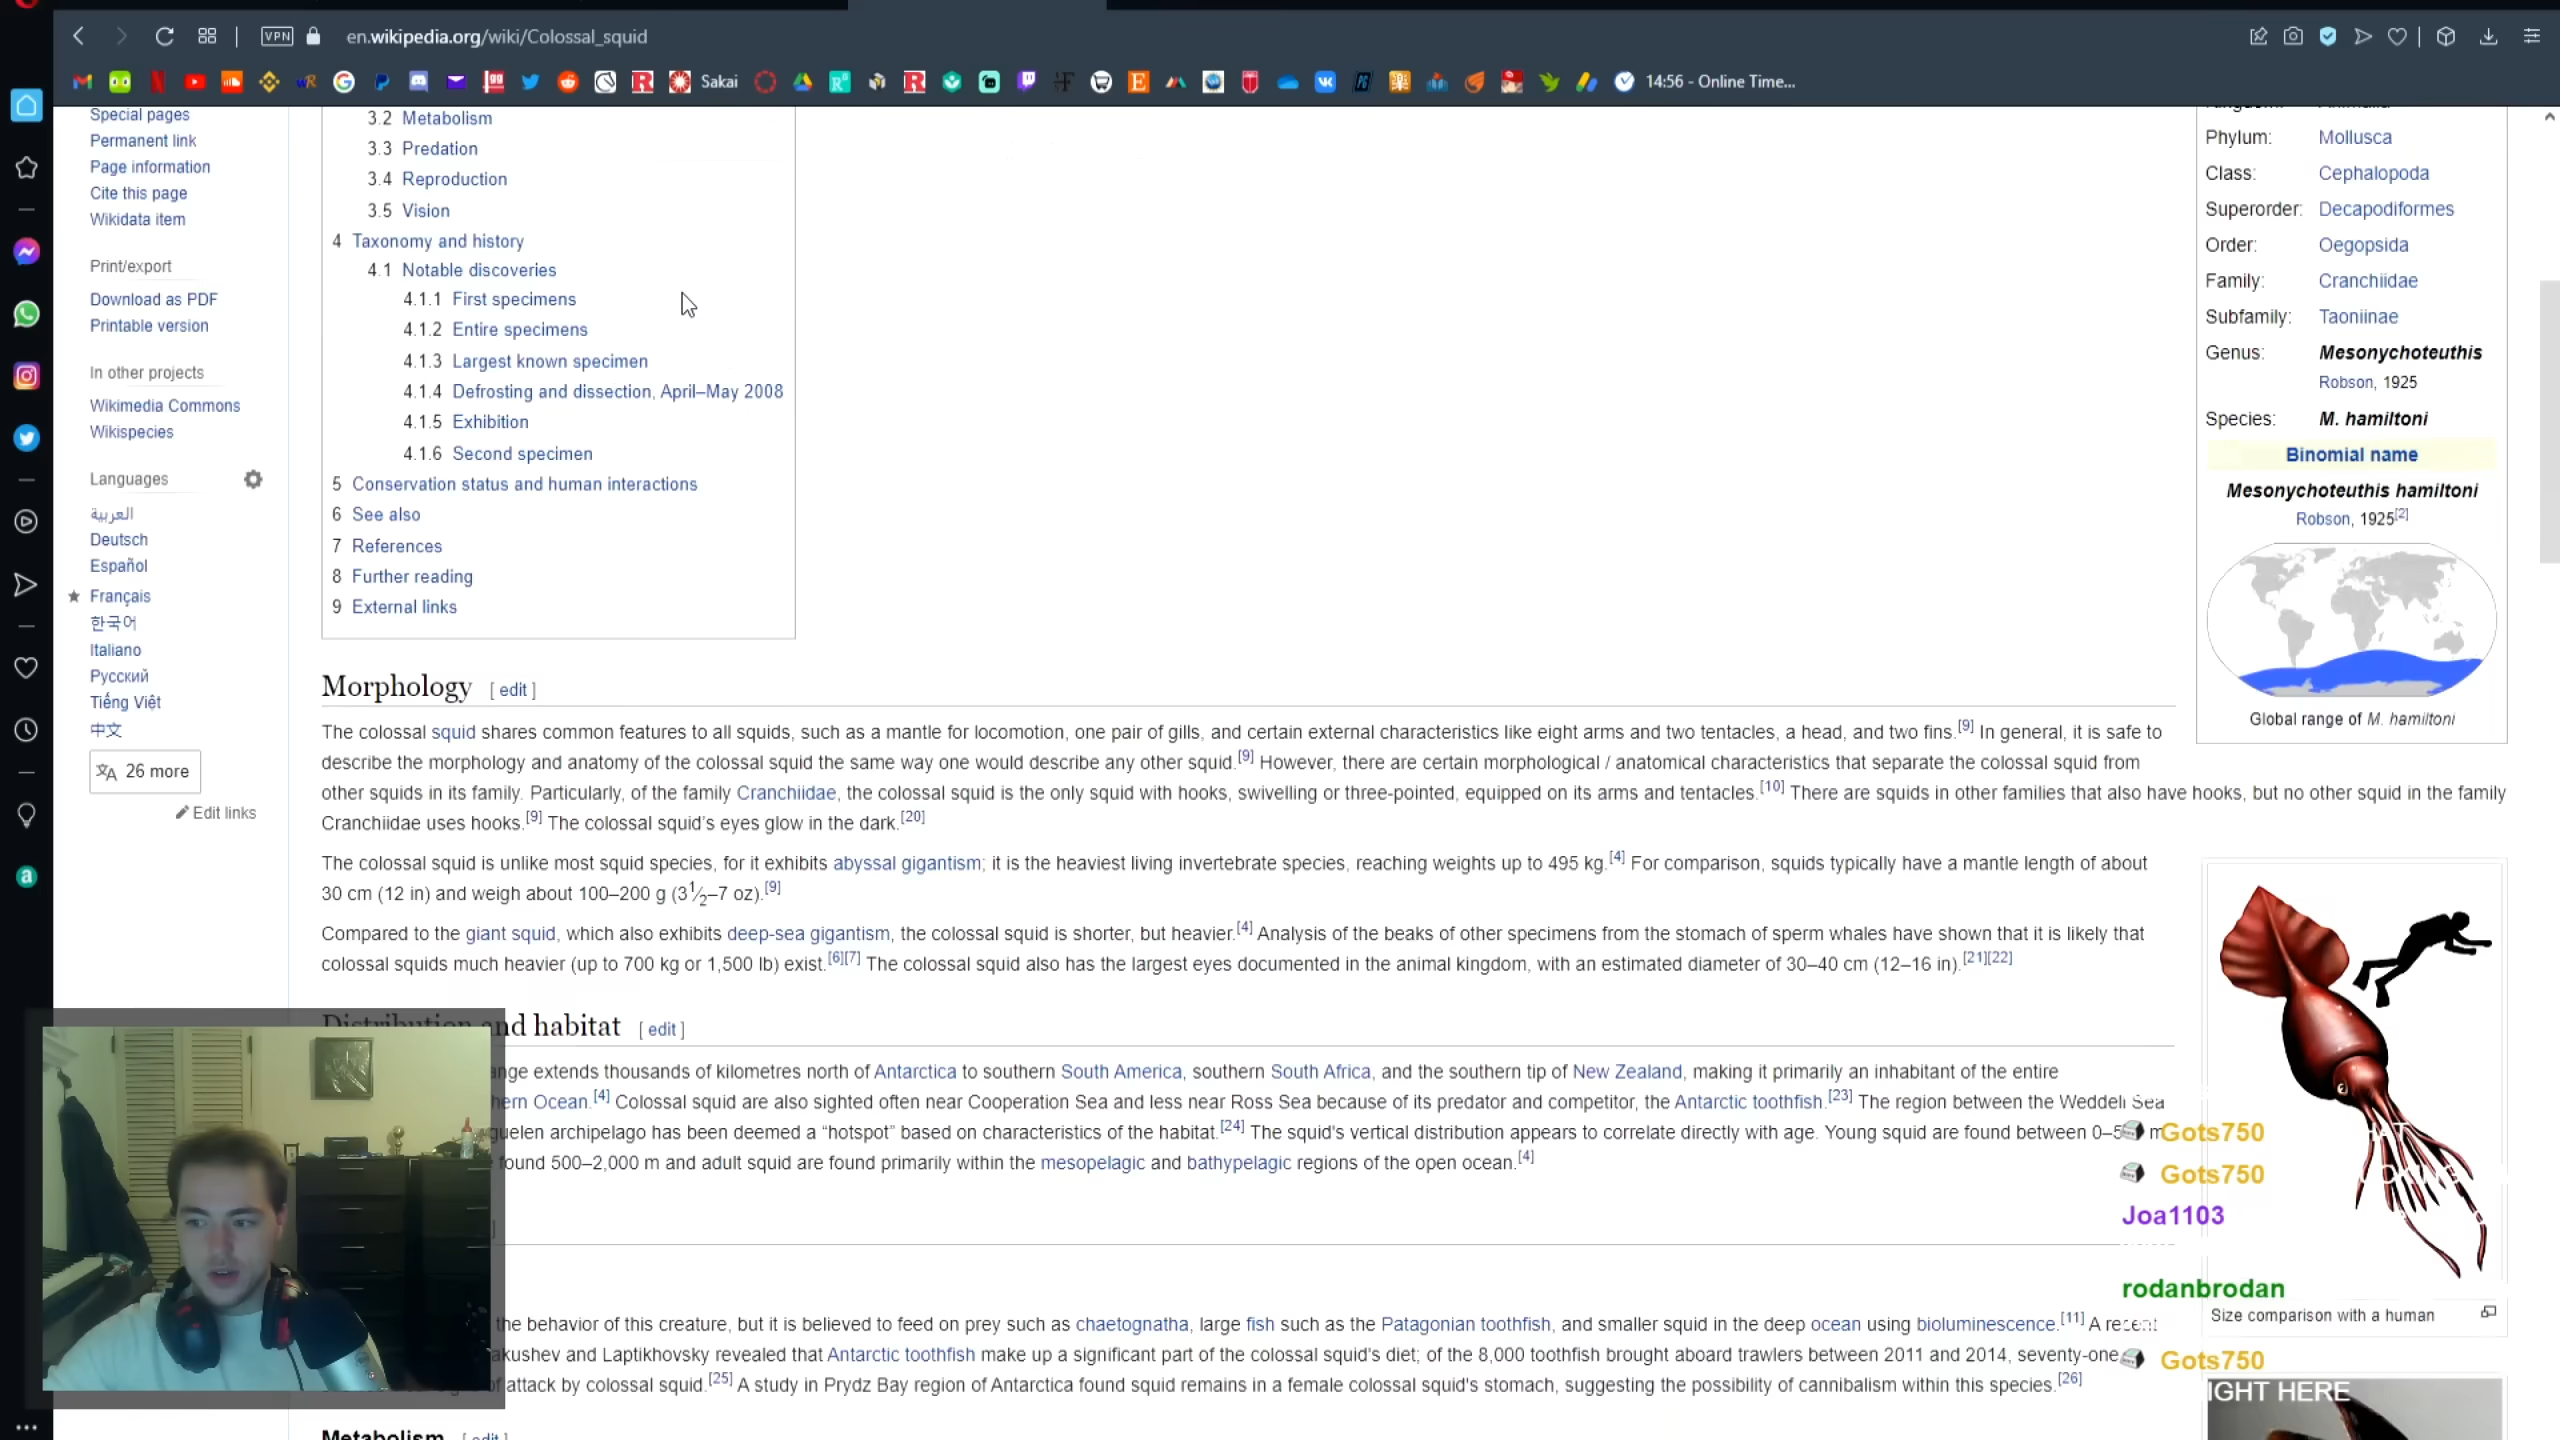 VPN en.wikipedia.org/wiki/Colossal_squid
Sakai 14:56 - Online Time...
Special pages
Permanent link
Page information
Cite this page
Wikidata item
Print/export
Download as PDF
Printable version
In other projects
Wikimedia Commons
Wikispecies
Languages
العربية
Deutsch
Español
Français
한국어
Italiano
Русский
Tiếng Việt
中文
26 more
Edit links
3.2 Metabolism
3.3 Predation
3.4 Reproduction
3.5 Vision
4 Taxonomy and history
4.1 Notable discoveries
4.1.1 First specimens
4.1.2 Entire specimens
4.1.3 Largest known specimen
4.1.4 Defrosting and dissection, April–May 2008
4.1.5 Exhibition
4.1.6 Second specimen
5 Conservation status and human interactions
6 See also
7 References
8 Further reading
9 External links
Morphology [ edit ]
The colossal squid shares common features to all squids, such as a mantle for locomotion, one pair of gills, and certain external characteristics like eight arms and two tentacles, a head, and two fins.[9] In general, it is safe to
describe the morphology and anatomy of the colossal squid the same way one would describe any other squid.[9] However, there are certain morphological / anatomical characteristics that separate the colossal squid from
other squids in its family. Particularly, of the family Cranchiidae, the colossal squid is the only squid with hooks, swivelling or three-pointed, equipped on its arms and tentacles.[10] There are squids in other families that also have hooks, but no other squid in the family
Cranchiidae uses hooks.[9] The colossal squid's eyes glow in the dark.[20]
The colossal squid is unlike most squid species, for it exhibits abyssal gigantism; it is the heaviest living invertebrate species, reaching weights up to 495 kg.[4] For comparison, squids typically have a mantle length of about
30 cm (12 in) and weigh about 100–200 g (3 1⁄2–7 oz).[9]
Compared to the giant squid, which also exhibits deep-sea gigantism, the colossal squid is shorter, but heavier.[4] Analysis of the beaks of other specimens from the stomach of sperm whales have shown that it is likely that
colossal squids much heavier (up to 700 kg or 1,500 lb) exist.[6][7] The colossal squid also has the largest eyes documented in the animal kingdom, with an estimated diameter of 30–40 cm (12–16 in).[21][22]
Distribution and habitat [ edit ]
ange extends thousands of kilometres north of Antarctica to southern South America, southern South Africa, and the southern tip of New Zealand, making it primarily an inhabitant of the entire
hern Ocean.[4] Colossal squid are also sighted often near Cooperation Sea and less near Ross Sea because of its predator and competitor, the Antarctic toothfish.[23] The region between the Weddell Sea
guelen archipelago has been deemed a “hotspot” based on characteristics of the habitat.[24] The squid's vertical distribution appears to correlate directly with age. Young squid are found between 0–5 m
found 500–2,000 m and adult squid are found primarily within the mesopelagic and bathypelagic regions of the open ocean.[4]
the behavior of this creature, but it is believed to feed on prey such as chaetognatha, large fish such as the Patagonian toothfish, and smaller squid in the deep ocean using bioluminescence.[11] A recent
akushev and Laptikhovsky revealed that Antarctic toothfish make up a significant part of the colossal squid's diet; of the 8,000 toothfish brought aboard trawlers between 2011 and 2014, seventy-one
of attack by colossal squid.[25] A study in Prydz Bay region of Antarctica found squid remains in a female colossal squid's stomach, suggesting the possibility of cannibalism within this species.[26]
Metabolism [ edit ]
Phylum: Mollusca
Class: Cephalopoda
Superorder: Decapodiformes
Order: Oegopsida
Family: Cranchiidae
Subfamily: Taoniinae
Genus: Mesonychoteuthis
Robson, 1925
Species: M. hamiltoni
Binomial name
Mesonychoteuthis hamiltoni
Robson, 1925[2]
Global range of M. hamiltoni
Size comparison with a human
Gots750
Gots750
Joa1103
rodanbrodan
Gots750
IGHT HERE